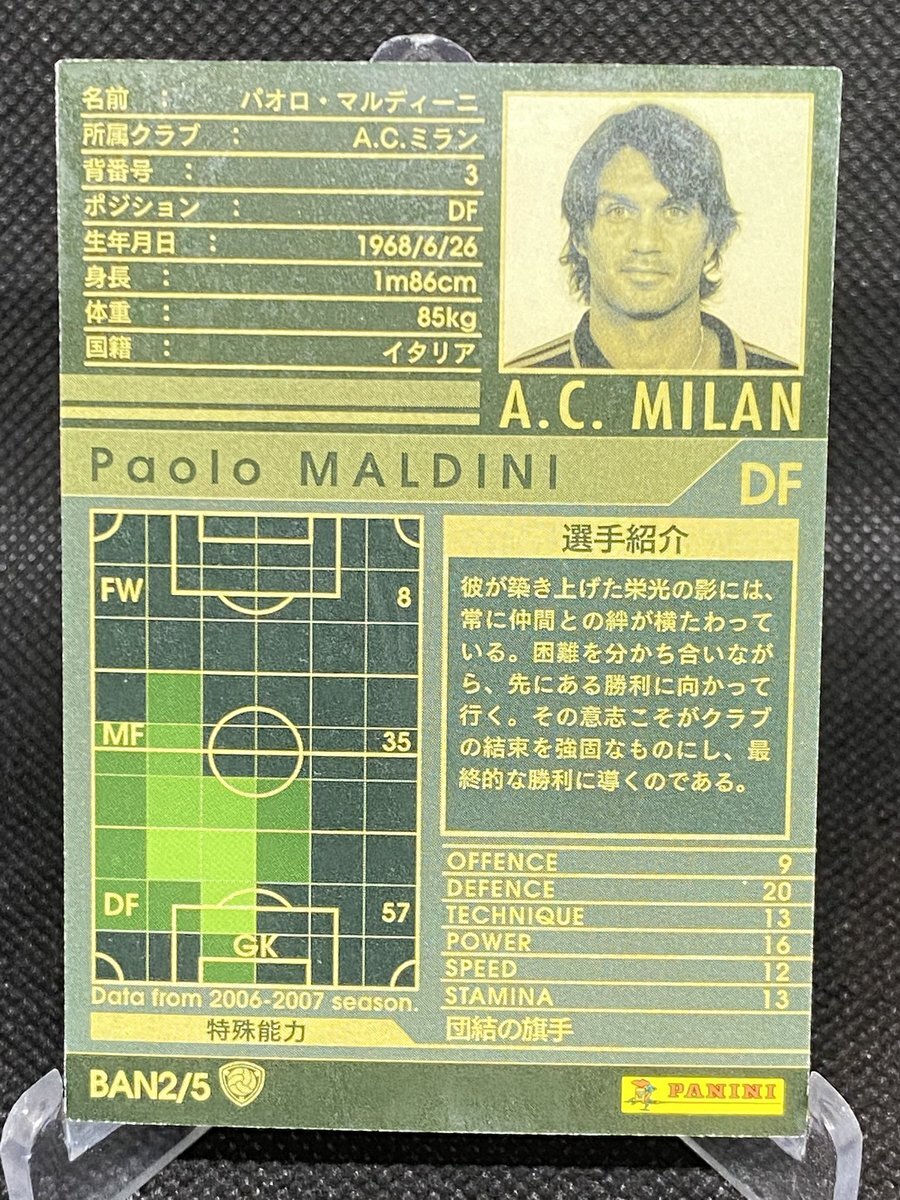 名前 : パオロ・マルディーニ
所属クラブ : A.C.ミラン
背番号 : 3
ポジション : DF
生年月日 : 1968/6/26
身長 : 1m86cm
体重 : 85kg
国籍 : イタリア
A.C. MILAN
Paolo MALDINI
DF
FW 8
MF 35
DF 57
GK
Data from 2006-2007 season.
選手紹介
彼が築き上げた栄光の影には、
常に仲間との絆が横たわって
いる。困難を分かち合いなが
ら、先にある勝利に向かって
行く。その意志こそがクラブ
の結束を強固なものにし、最
終的な勝利に導くのである。
OFFENCE 9
DEFENCE 20
TECHNIQUE 13
POWER 16
SPEED 12
STAMINA 13
特殊能力 団結の旗手
BAN2/5
PANINI